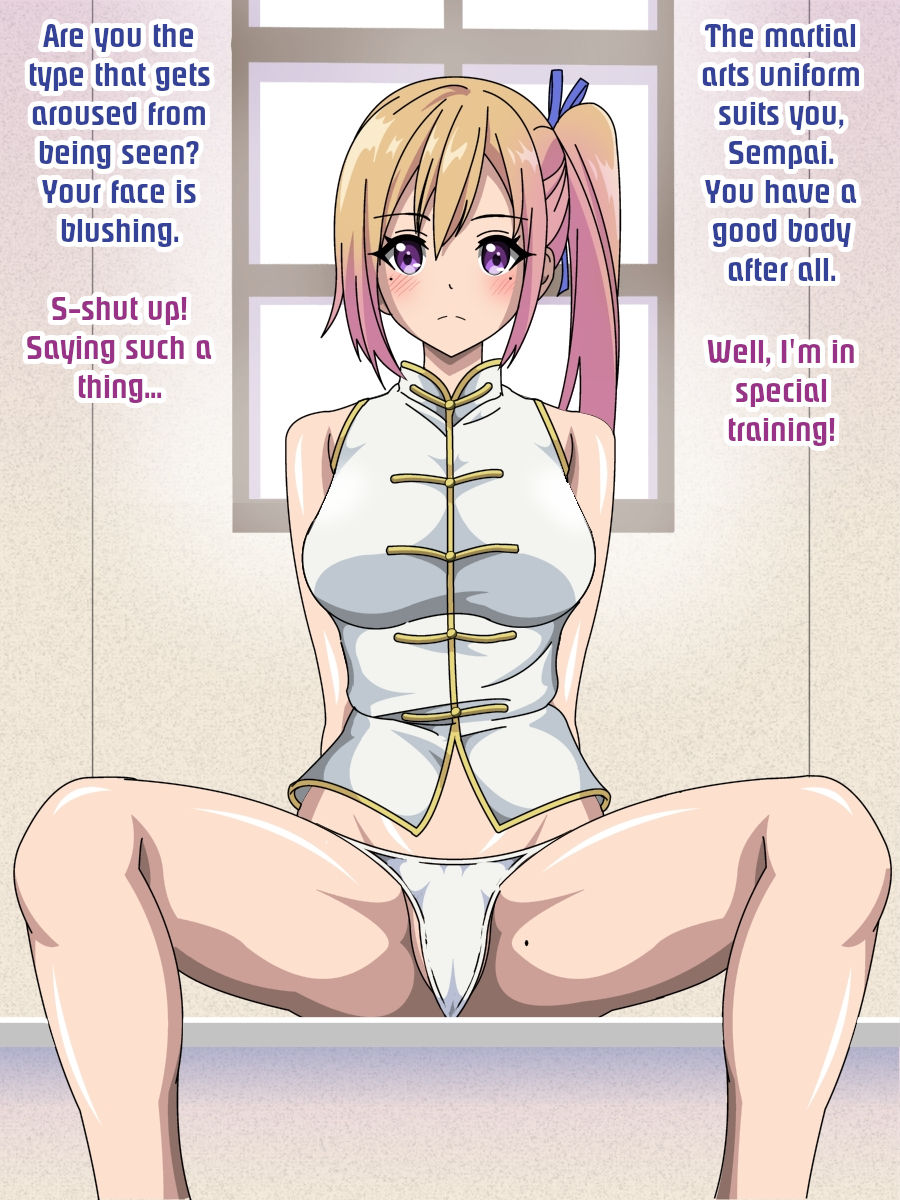 The martial
arts uniform
suits you,
Sempai.
You have a
good body
after all.
Well, I'm in
special
training!
Are you the
type that gets
aroused from
being seen?
Your face is
blushing.
S-shut up!
Saying such a
thing...